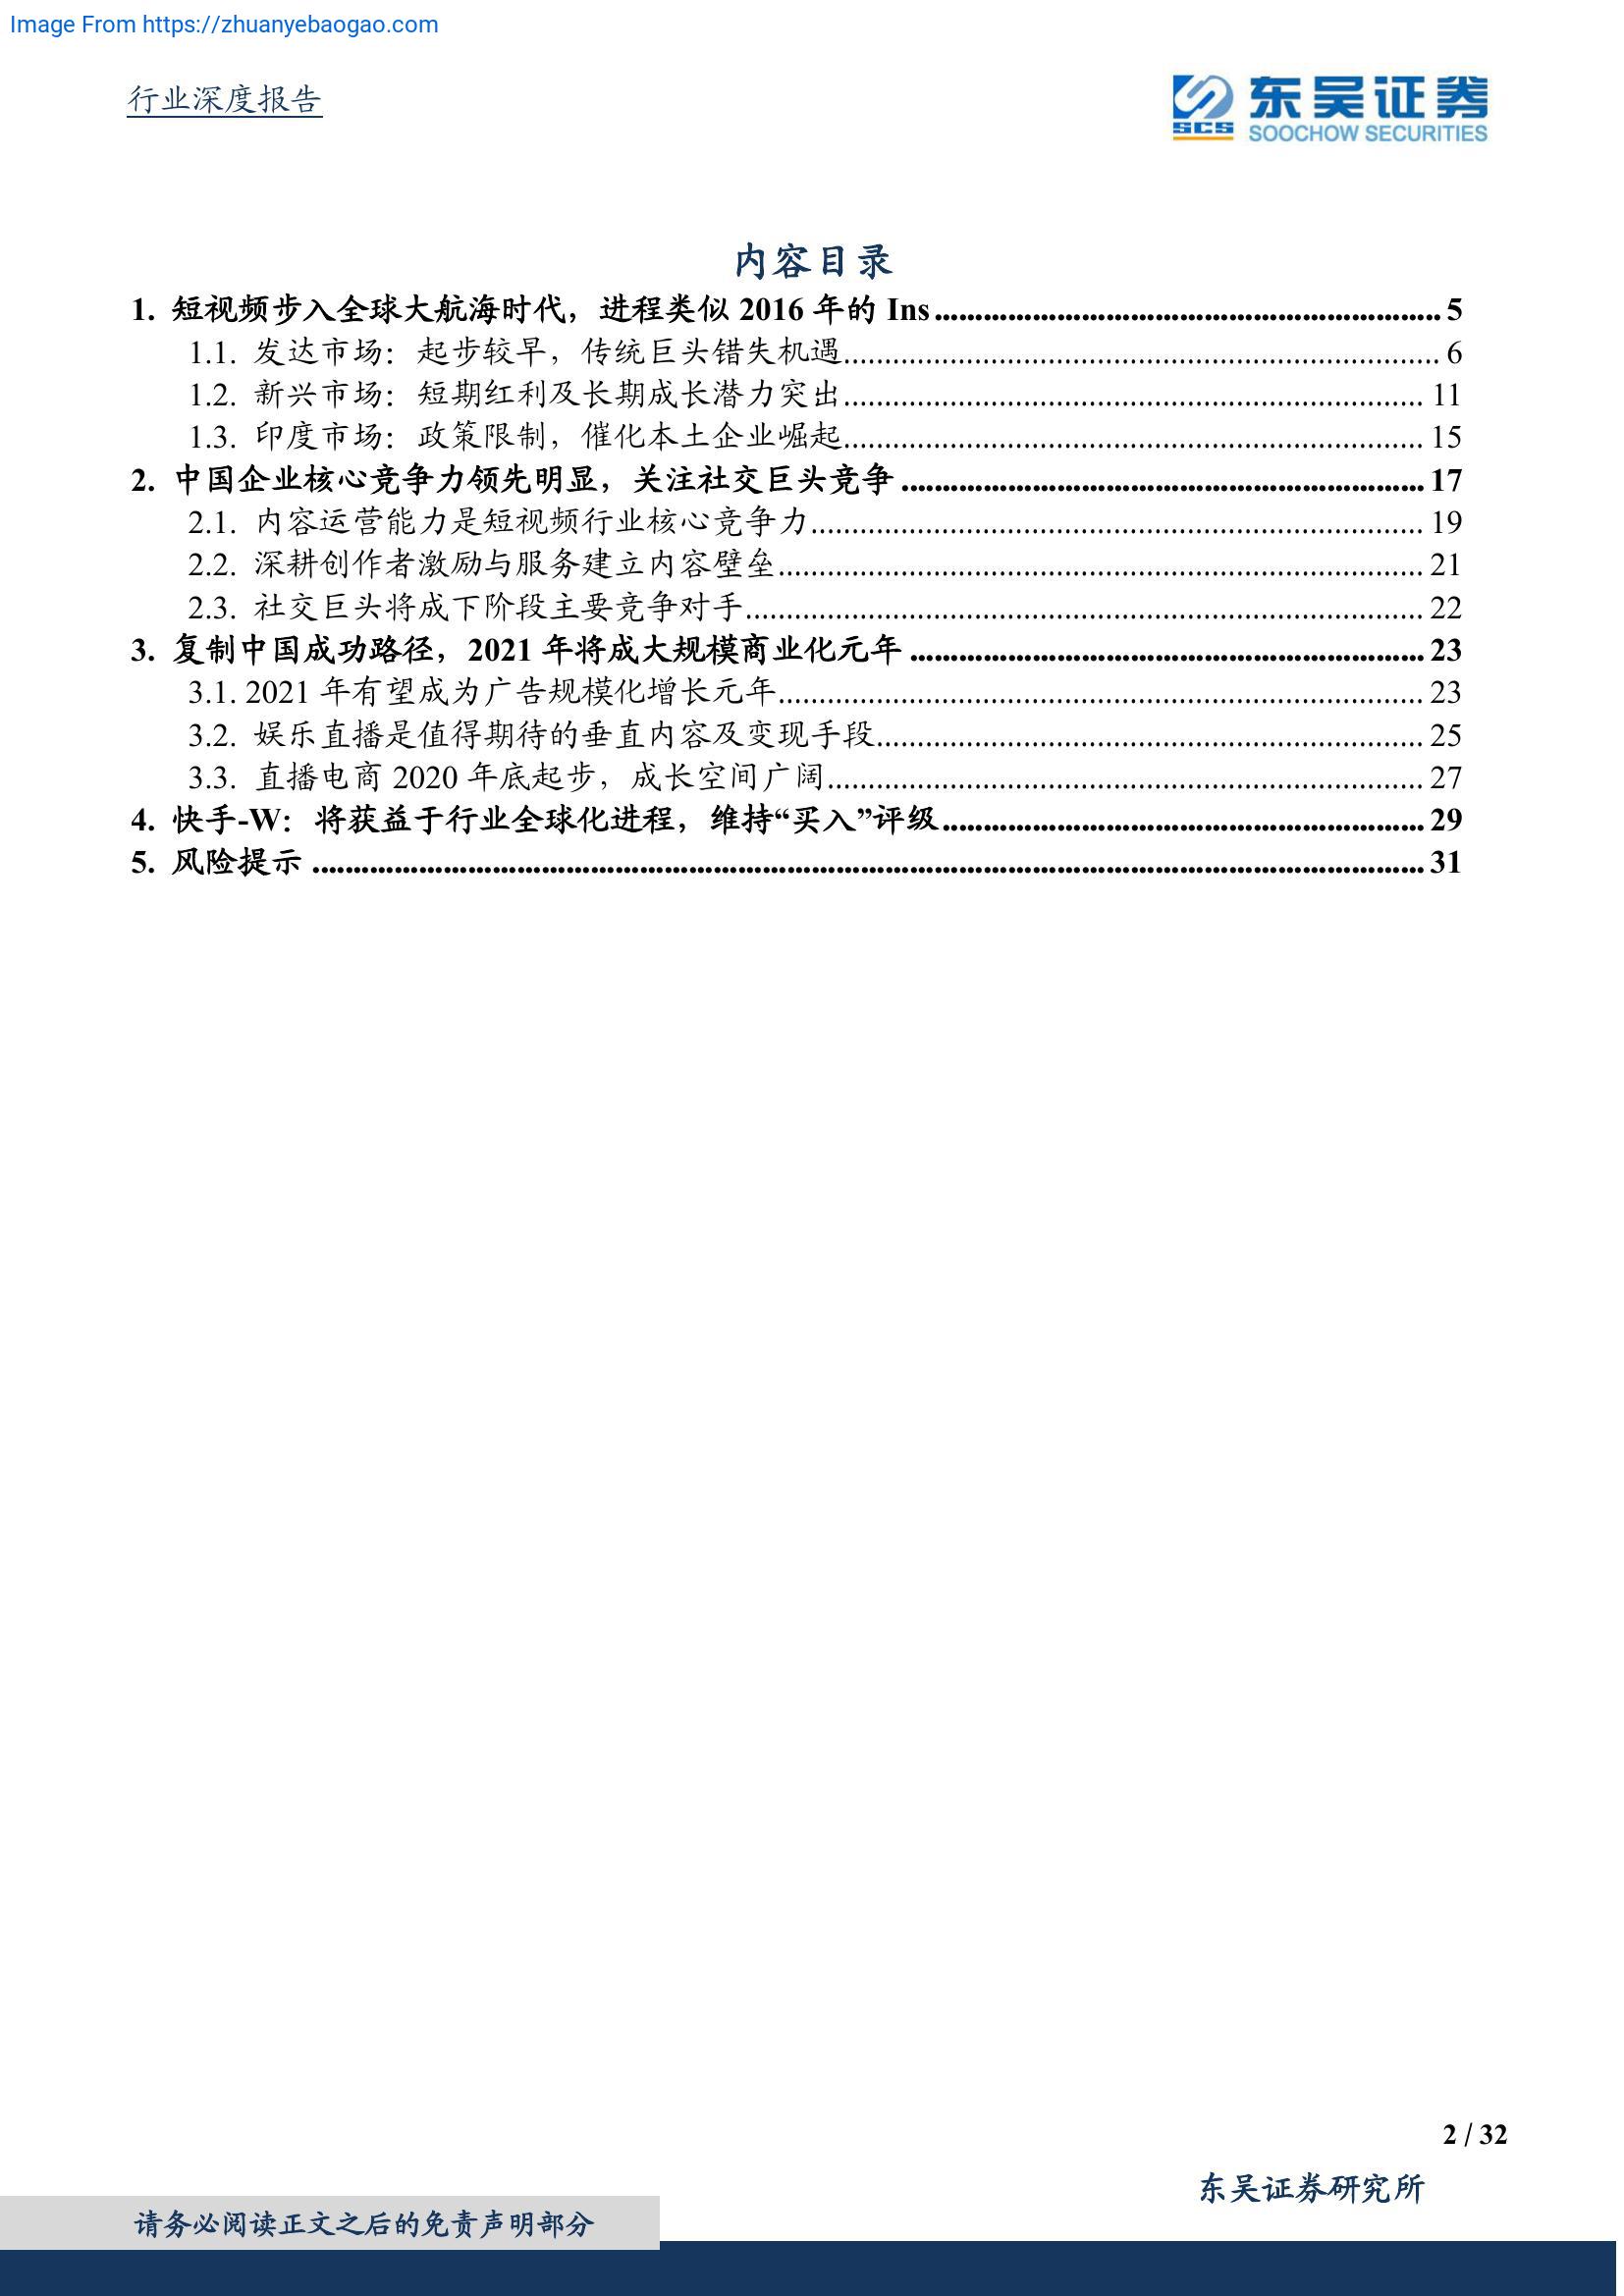 Image From https://zhuanyebaogao.com
行业深度报告
东吴证券
SCS
SOOCHOW SECURITIES
内容目录
1. 短视频步入全球大航海时代，进程类似 2016 年的 Ins 5
1.1. 发达市场：起步较早，传统巨头错失机遇 6
1.2. 新兴市场：短期红利及长期成长潜力突出 11
1.3. 印度市场：政策限制，催化本土企业崛起 15
2. 中国企业核心竞争力领先明显，关注社交巨头竞争 17
2.1. 内容运营能力是短视频行业核心竞争力 19
2.2. 深耕创作者激励与服务建立内容壁垒 21
2.3. 社交巨头将成下阶段主要竞争对手 22
3. 复制中国成功路径，2021 年将成大规模商业化元年 23
3.1. 2021 年有望成为广告规模化增长元年 23
3.2. 娱乐直播是值得期待的垂直内容及变现手段 25
3.3. 直播电商 2020 年底起步，成长空间广阔 27
4. 快手-W：将获益于行业全球化进程，维持“买入”评级 29
5. 风险提示 31
2 / 32
东吴证券研究所
请务必阅读正文之后的免责声明部分